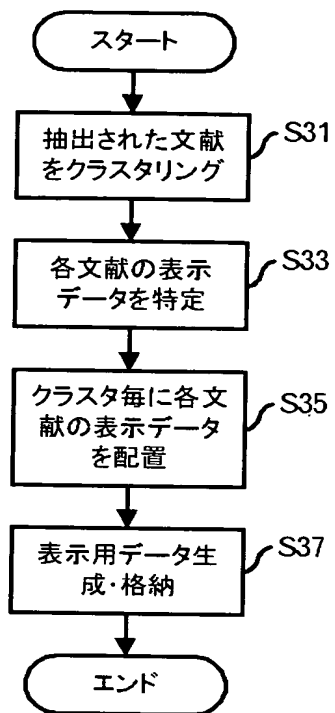 スタート
抽出された文献
をクラスタリング
S31
各文献の表示
データを特定
S33
クラスタ毎に各文
献の表示データ
を配置
S35
表示用データ生
成・格納
S37
エンド